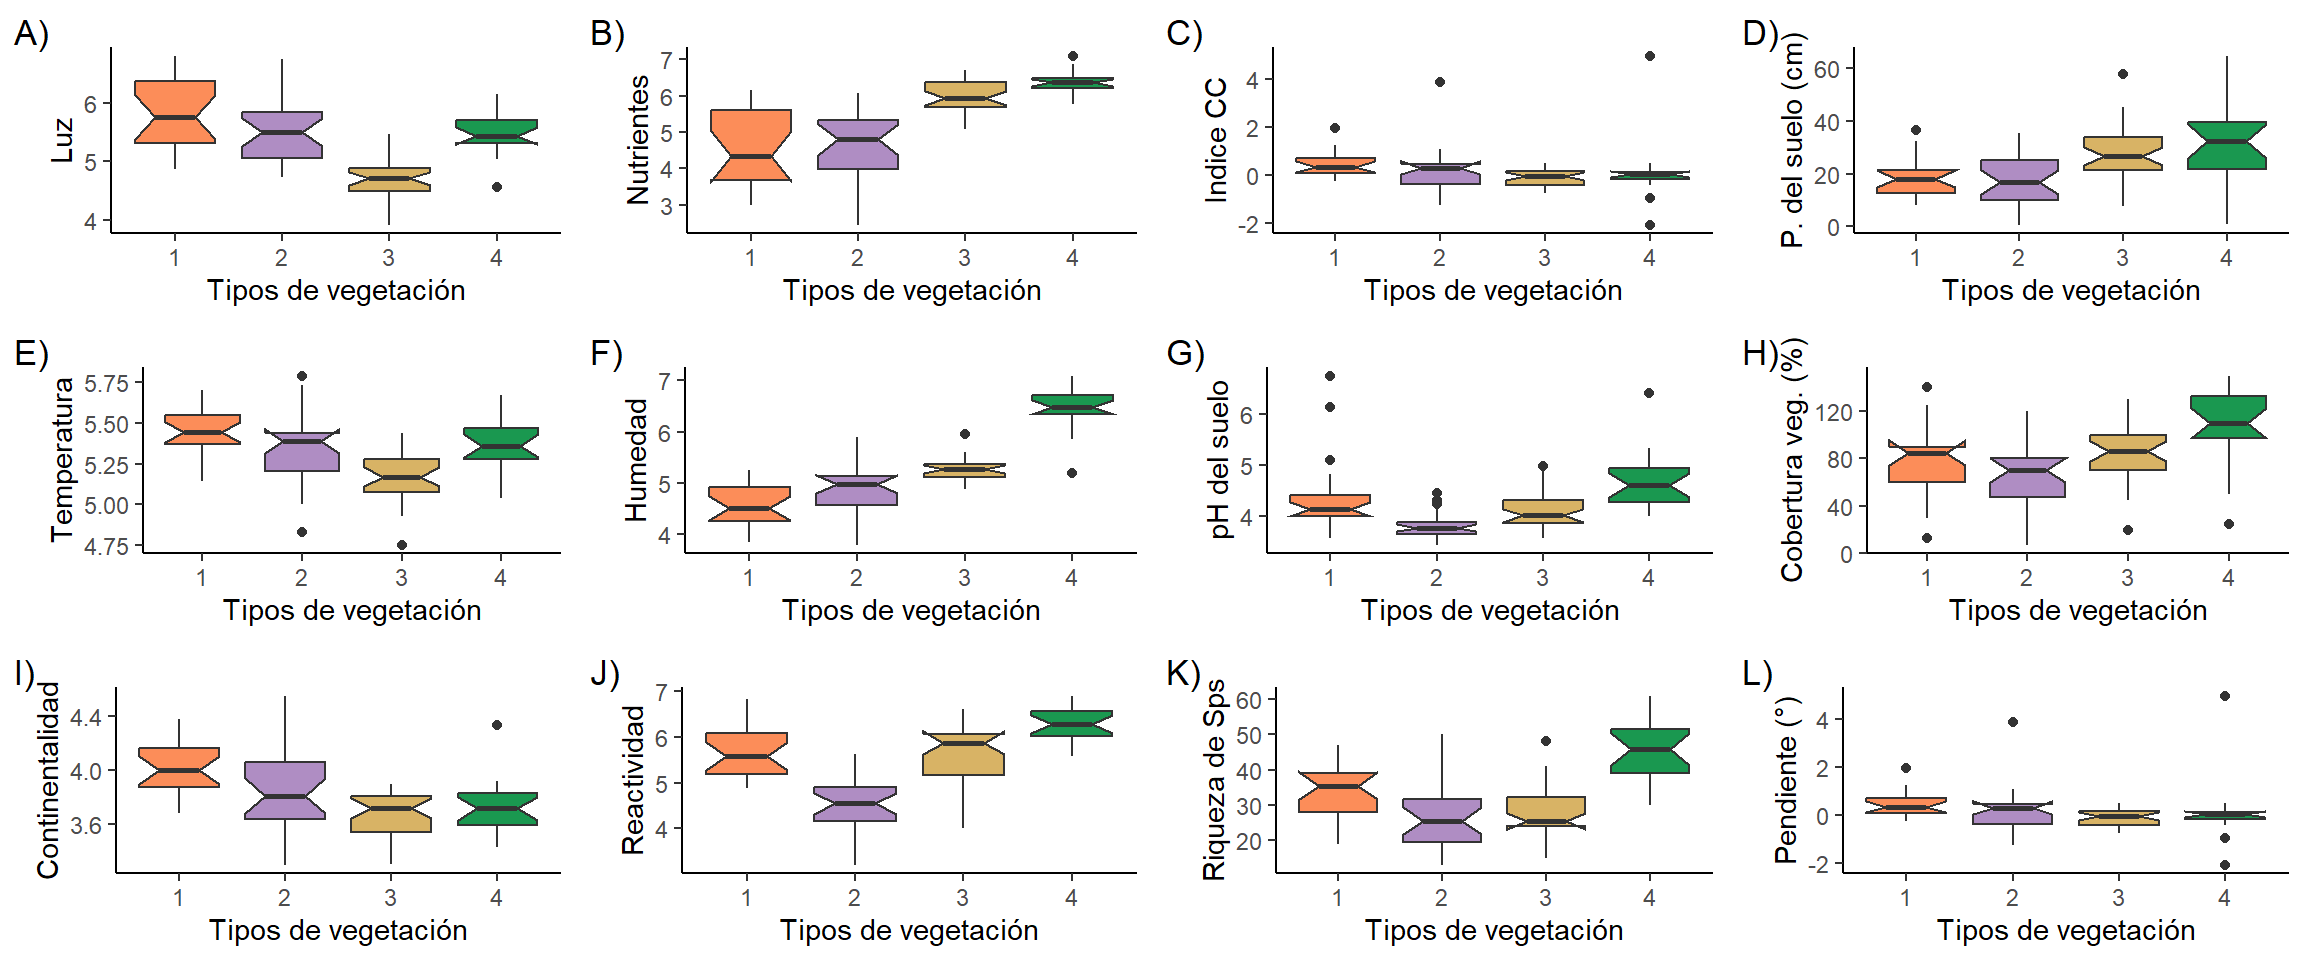 A)
Luz
6
5
4
1 2 3 4
Tipos de vegetación
B)
Nutrientes
7
6
5
4
3
1 2 3 4
Tipos de vegetación
C)
Indice CC
4
2
0
-2
1 2 3 4
Tipos de vegetación
D)
P. del suelo (cm)
60
40
20
0
1 2 3 4
Tipos de vegetación
E)
Temperatura
5.75
5.50
5.25
5.00
4.75
1 2 3 4
Tipos de vegetación
F)
Humedad
7
6
5
4
1 2 3 4
Tipos de vegetación
G)
pH del suelo
6
5
4
1 2 3 4
Tipos de vegetación
H)
Cobertura veg. (%)
120
80
40
0
1 2 3 4
Tipos de vegetación
I)
Continentalidad
4.4
4.0
3.6
1 2 3 4
Tipos de vegetación
J)
Reactividad
7
6
5
4
1 2 3 4
Tipos de vegetación
K)
Riqueza de Sps
60
50
40
30
20
1 2 3 4
Tipos de vegetación
L)
Pendiente (°)
4
2
0
-2
1 2 3 4
Tipos de vegetación